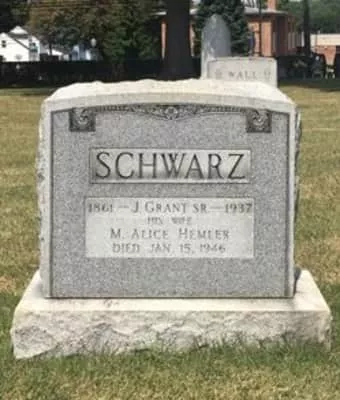 WALL
SCHWARZ
1861 — J. GRANT SR. — 1937
HIS WIFE
M. ALICE HEMLER
DIED JAN. 15, 1946